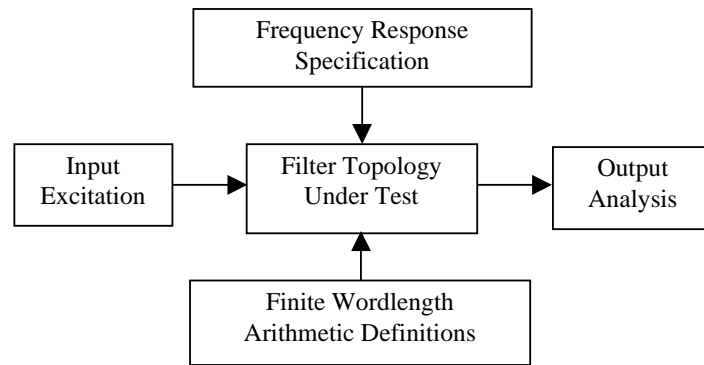 Frequency Response
Specification
Input
Excitation
Filter Topology
Under Test
Output
Analysis
Finite Wordlength
Arithmetic Definitions